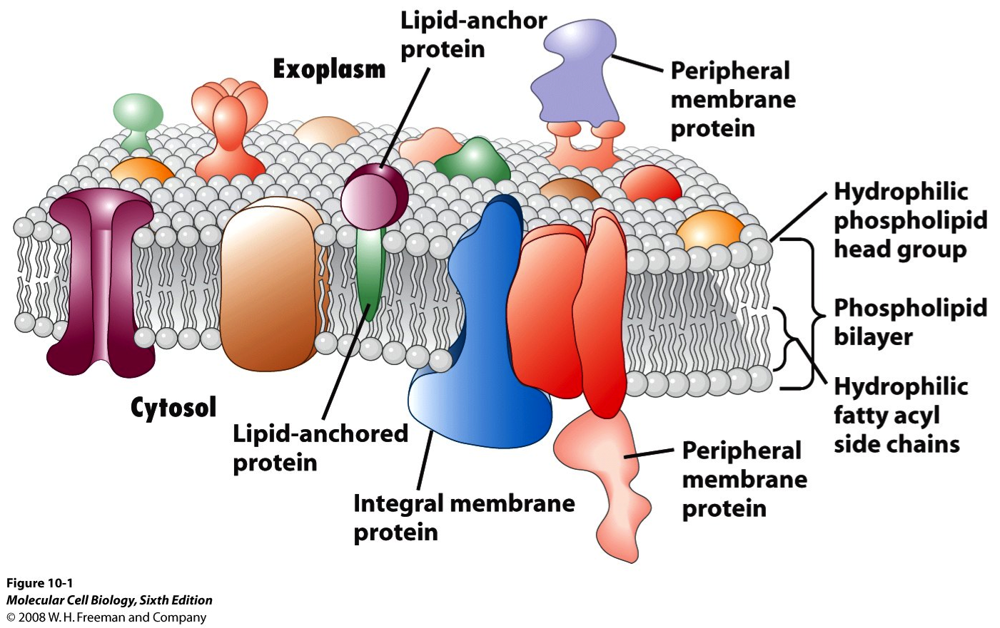 Lipid-anchor
protein
Exoplasm
Peripheral
membrane
protein
Hydrophilic
phospholipid
head group
Phospholipid
bilayer
Hydrophilic
fatty acyl
side chains
Cytosol
Lipid-anchored
protein
Integral membrane
protein
Peripheral
membrane
protein
Figure 10-1
Molecular Cell Biology, Sixth Edition
© 2008 W. H. Freeman and Company